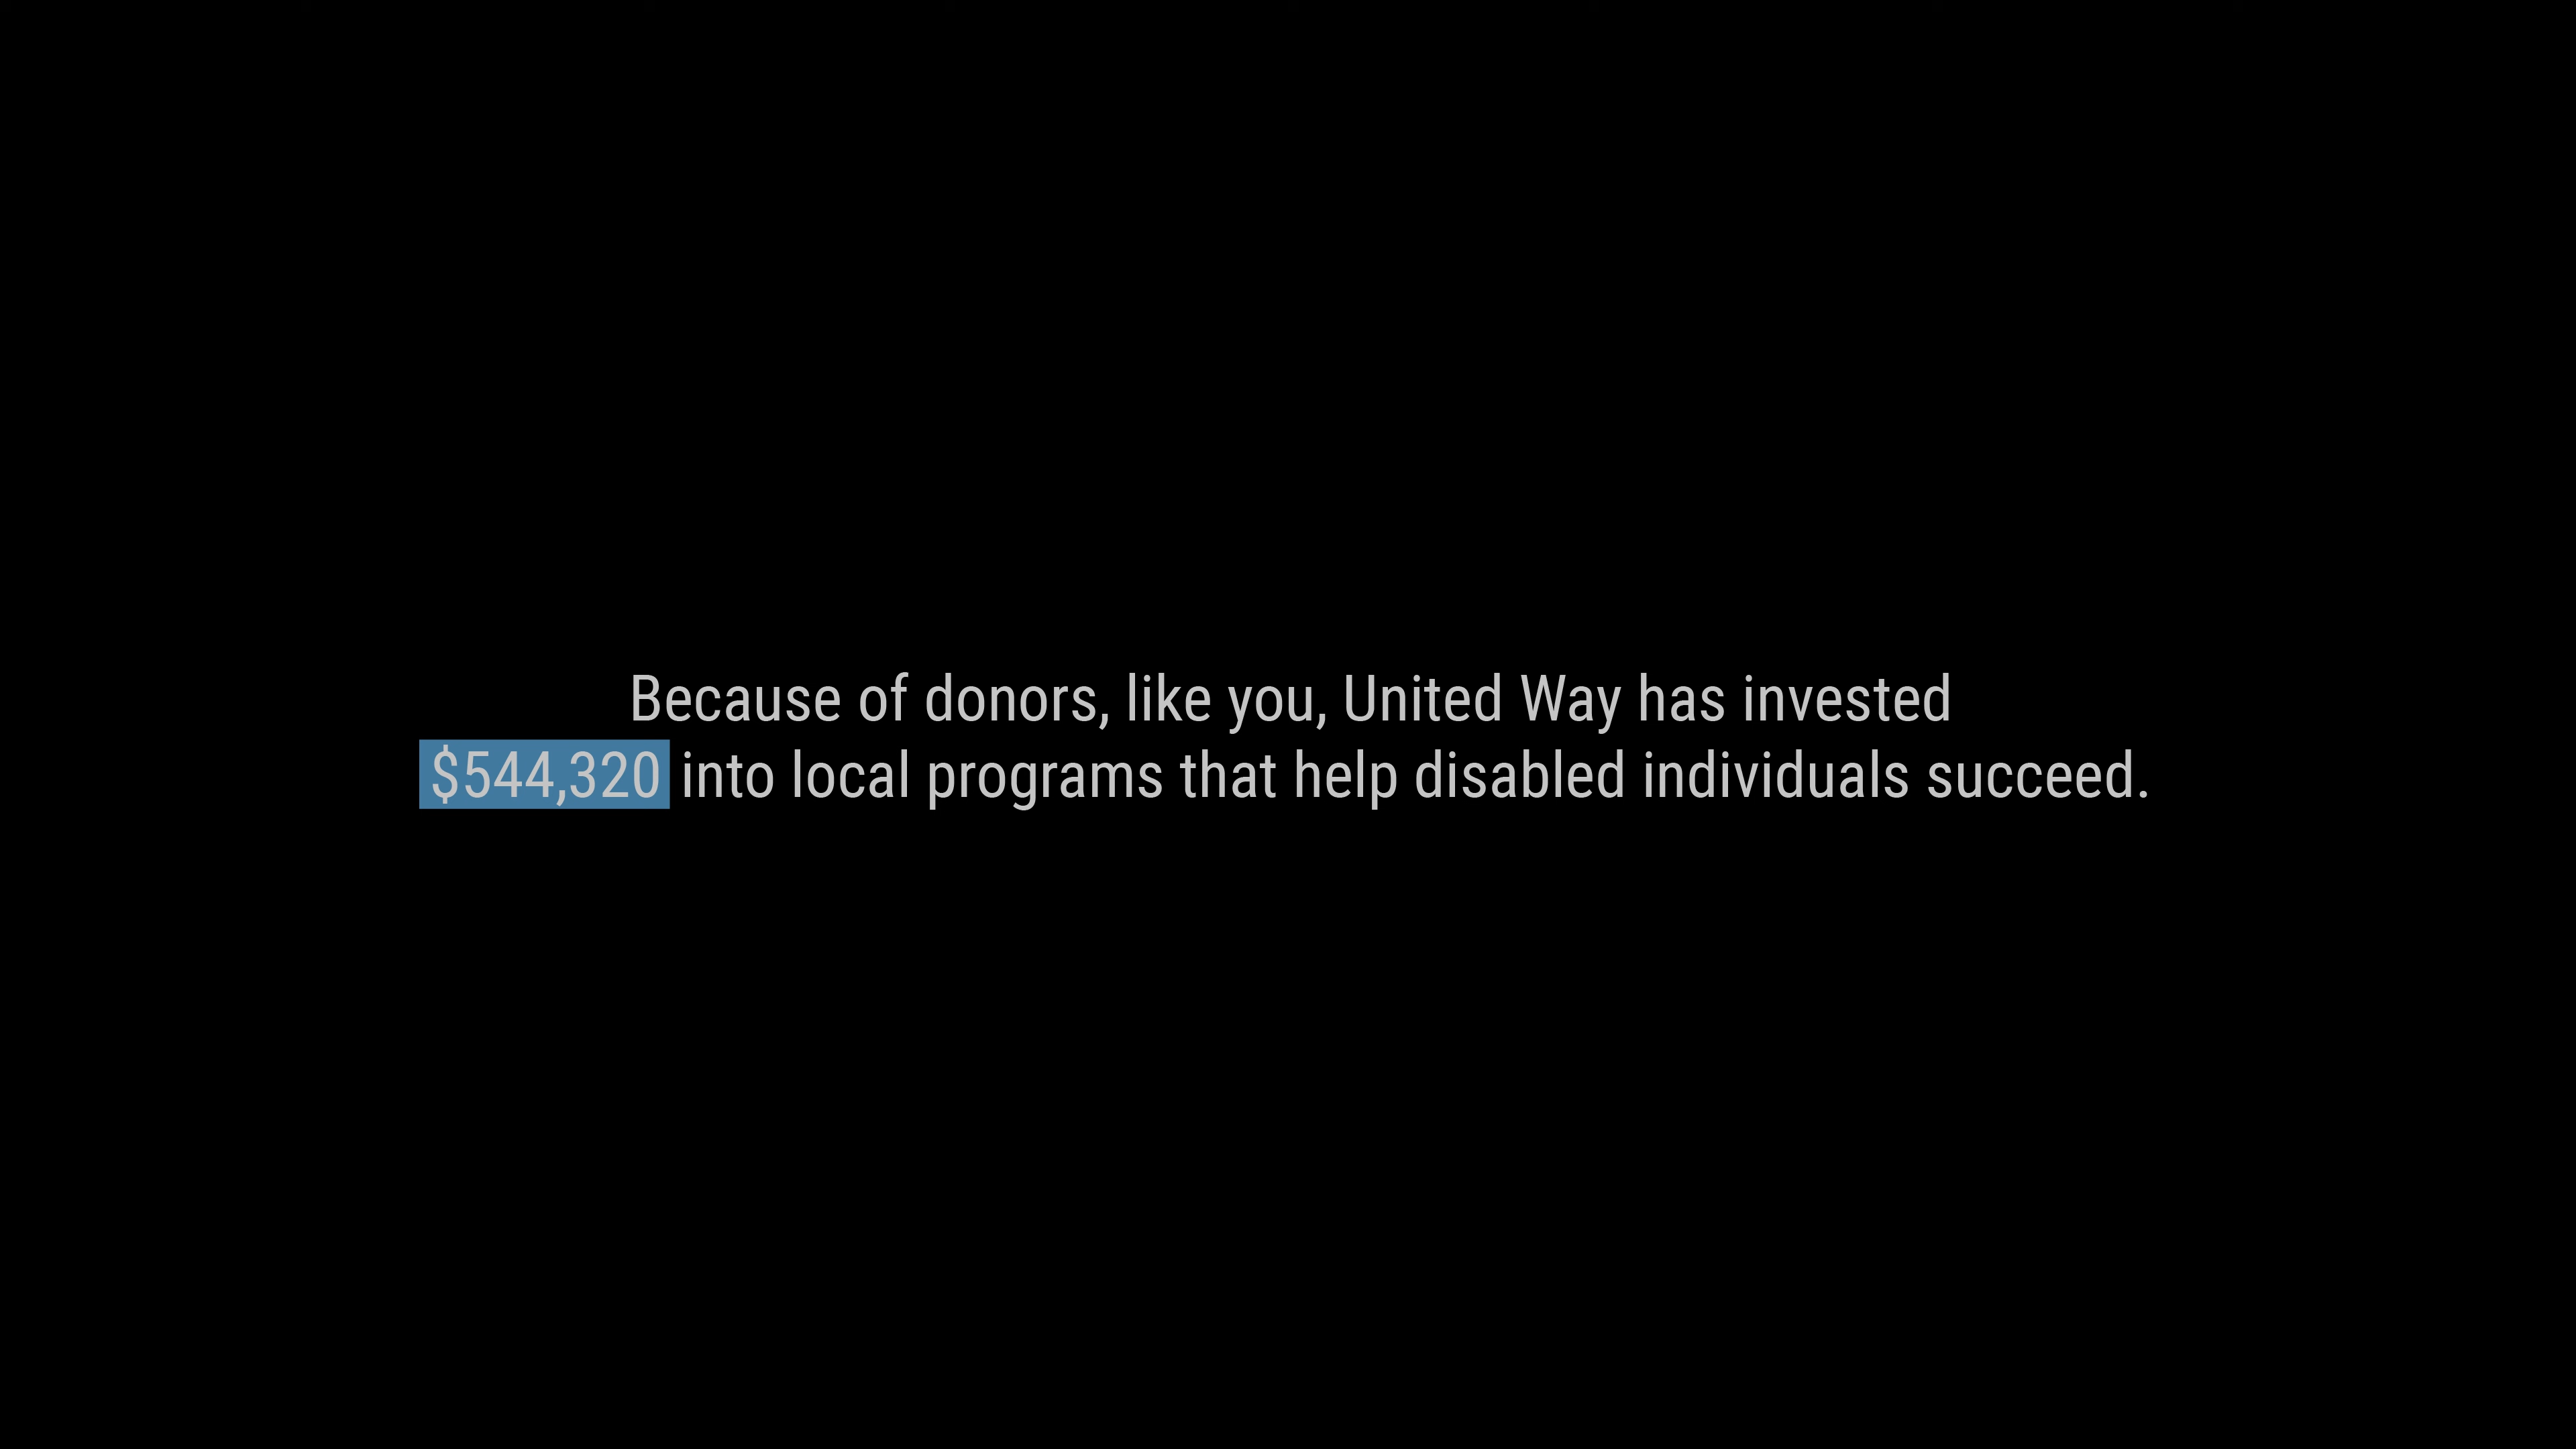 Because of donors, like you, United Way has invested
$544,320 into local programs that help disabled individuals succeed.